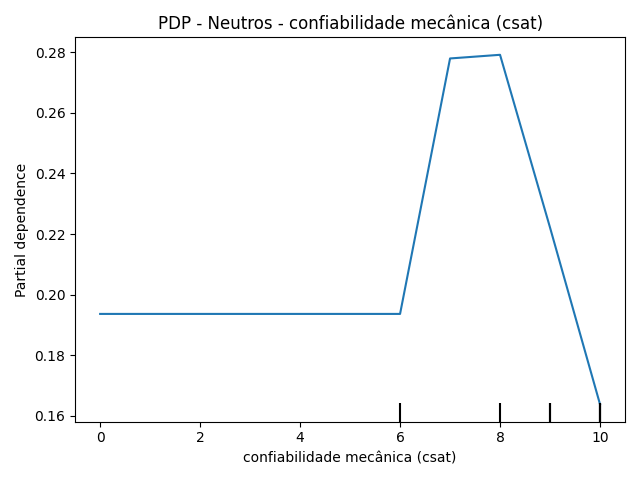 PDP - Neutros - confiabilidade mecânica (csat)
Partial dependence
0.28
0.26
0.24
0.22
0.20
0.18
0.16
0 2 4 6 8 10
confiabilidade mecânica (csat)